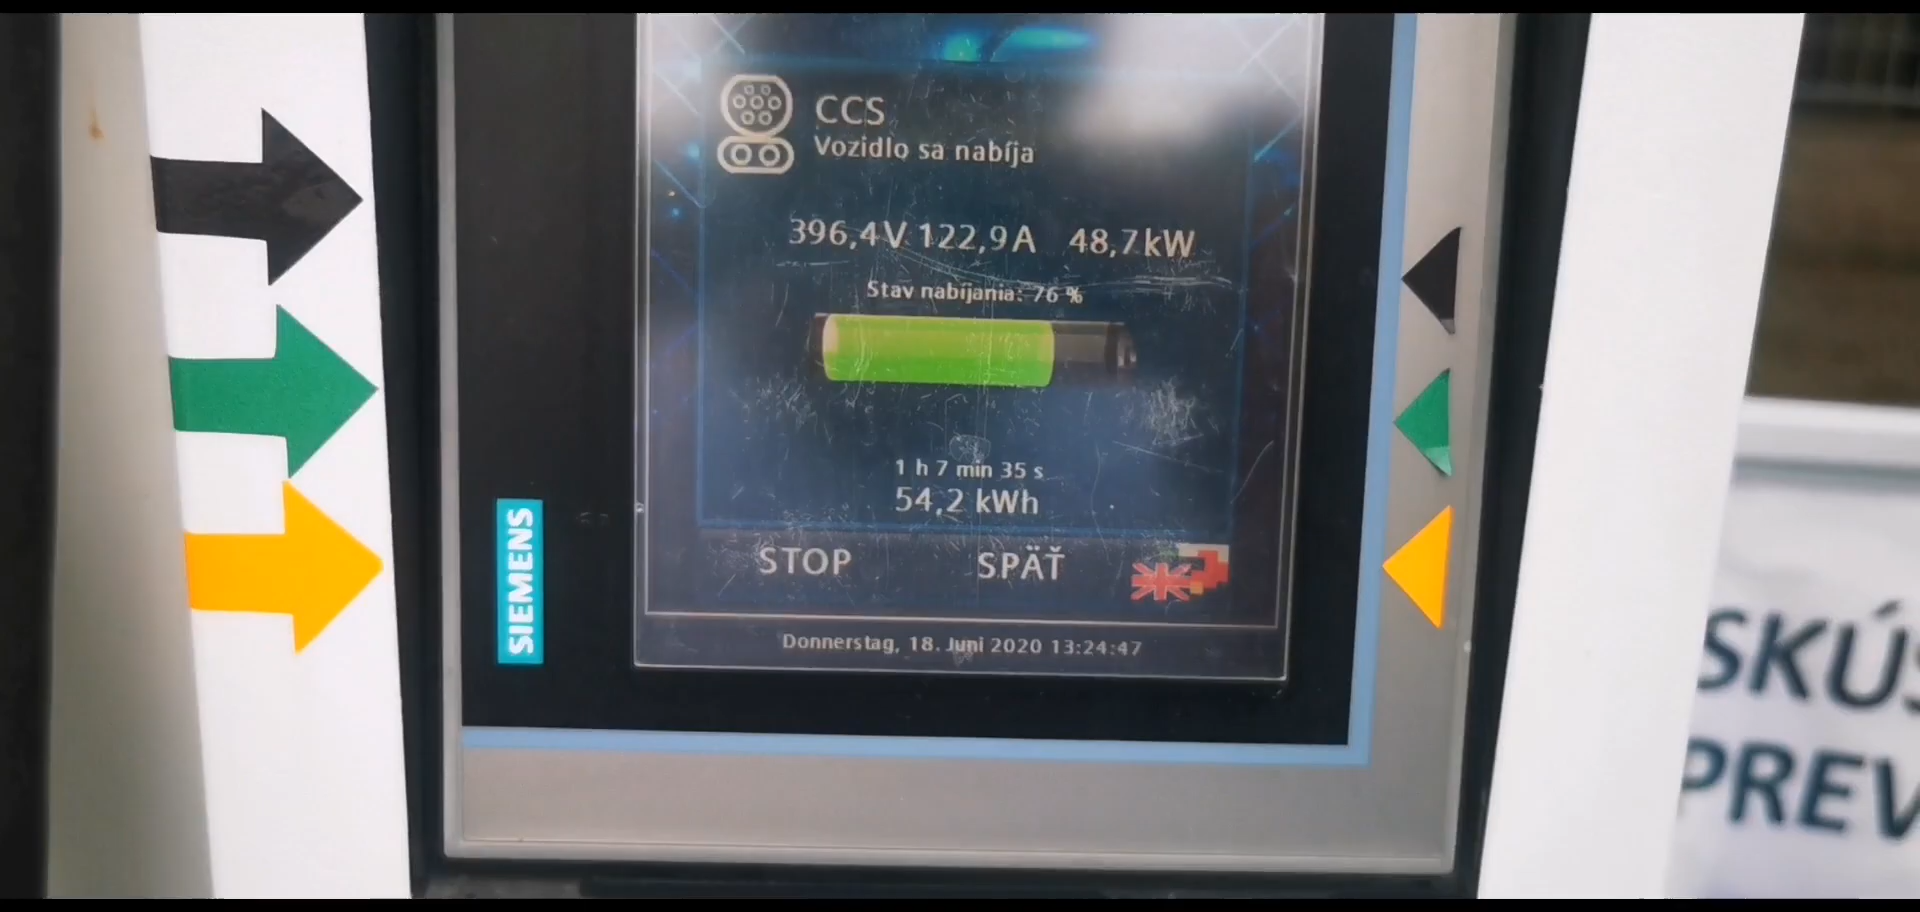 CCS
Vozidlo sa nabíja
396,4V 122,9A 48,7kW
Stav nabíjania: 76 %
1 h 7 min 35 s
54,2 kWh
STOP SPÄŤ
Donnerstag, 18. Juni 2020 13:24:47
SIEMENS
SKÚŠ
PREV